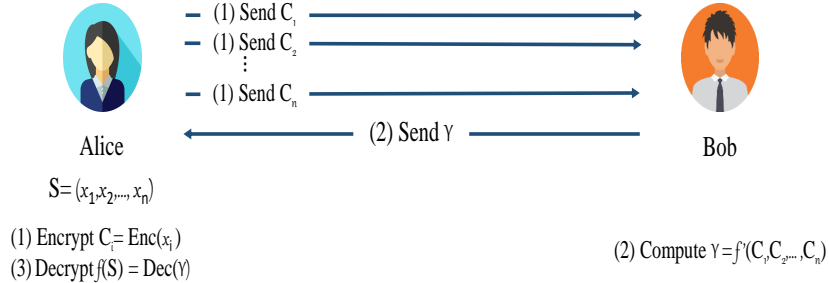 (1) Send C₁
(1) Send C₂
⋮
(1) Send Cₙ
(2) Send γ
Alice
Bob
S=(x₁,x₂,..., xₙ)
(1) Encrypt Cᵢ= Enc(xᵢ)
(3) Decrypt f(S) = Dec(γ)
(2) Compute γ=f'(C₁,C₂,... ,Cₙ)